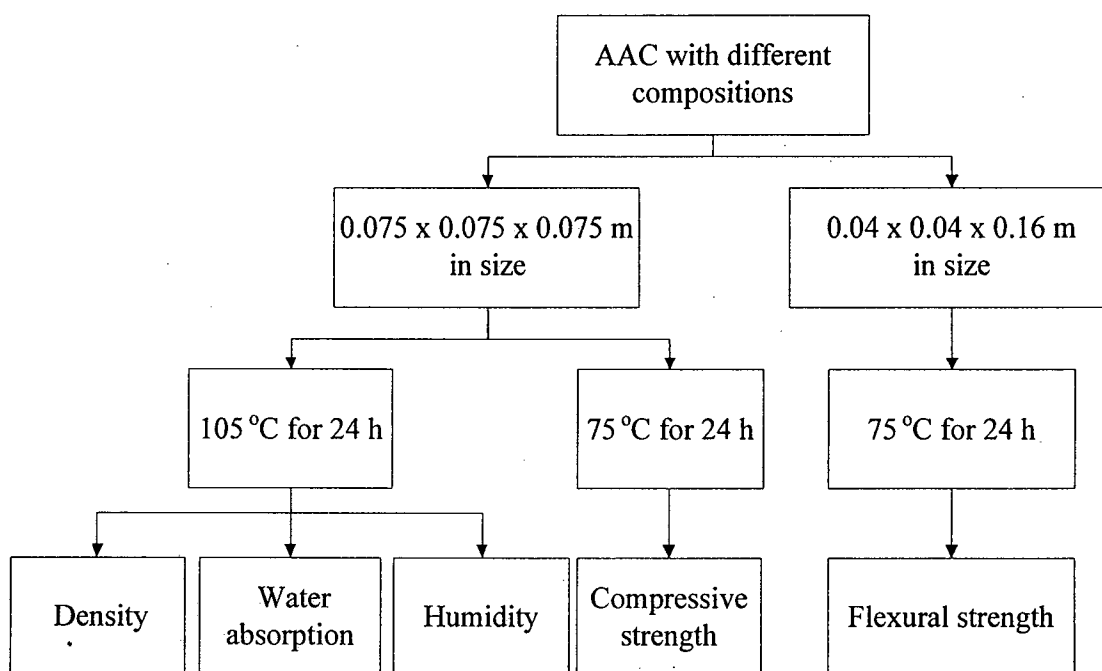 AAC with different
compositions
0.075 x 0.075 x 0.075 m
in size
0.04 x 0.04 x 0.16 m
in size
105 °C for 24 h
75 °C for 24 h
75 °C for 24 h
Density
Water
absorption
Humidity
Compressive
strength
Flexural strength